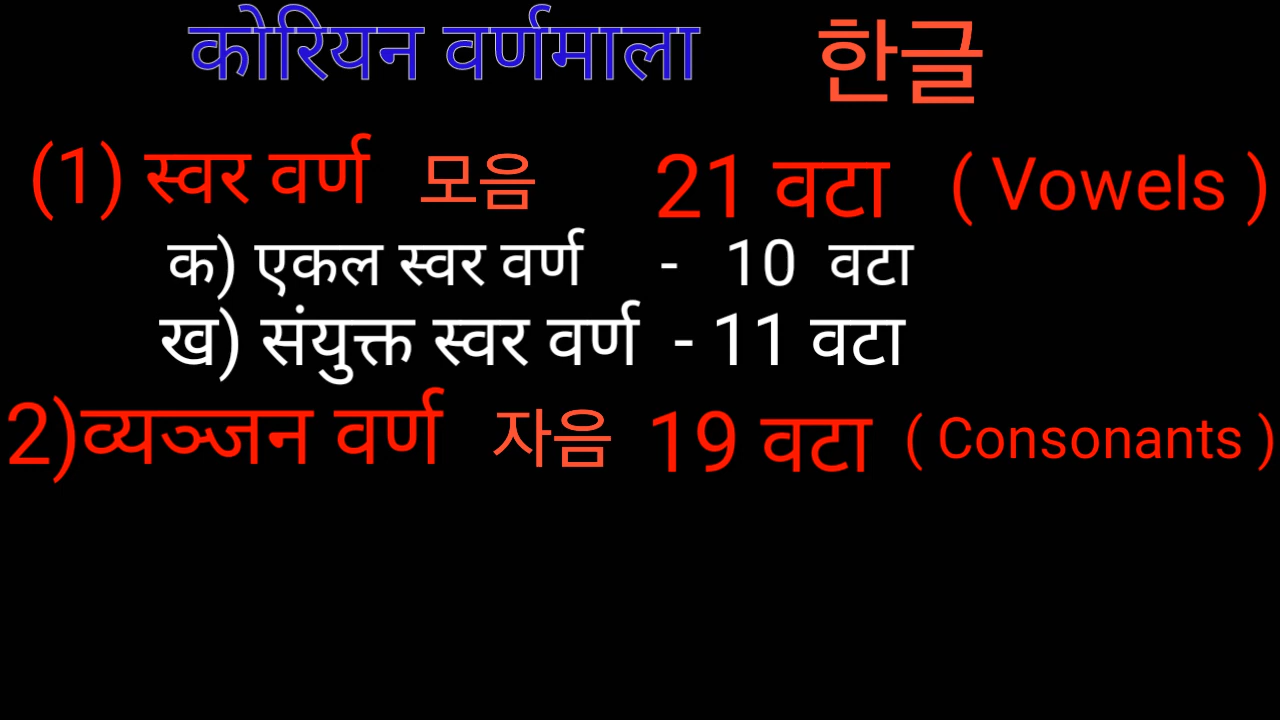 कोरियन वर्णमाला 한글
(1) स्वर वर्ण 모음 21 वटा ( Vowels )
क) एकल स्वर वर्ण - 10 वटा
ख) संयुक्त स्वर वर्ण - 11 वटा
2)व्यञ्जन वर्ण 자음 19 वटा ( Consonants )